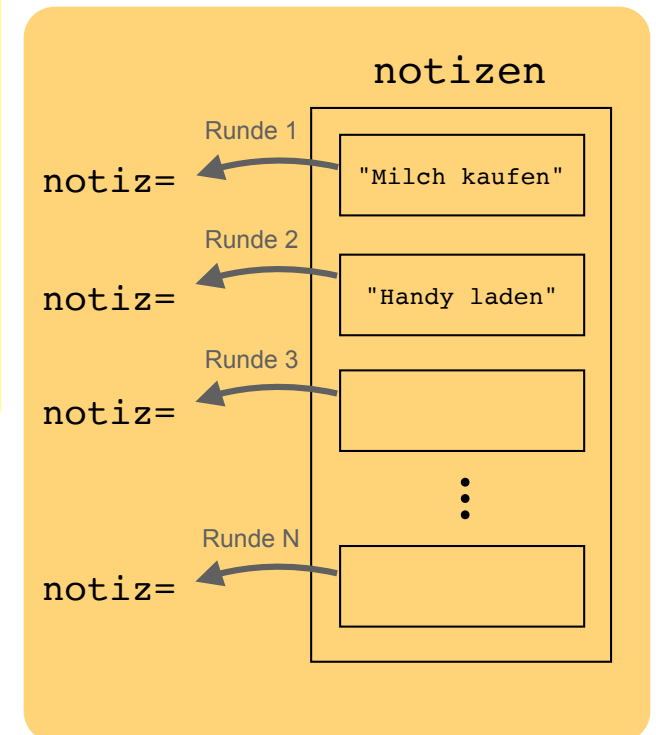 notizen
Runde 1
notiz=
"Milch kaufen"
Runde 2
notiz=
"Handy laden"
Runde 3
notiz=
Runde N
notiz=